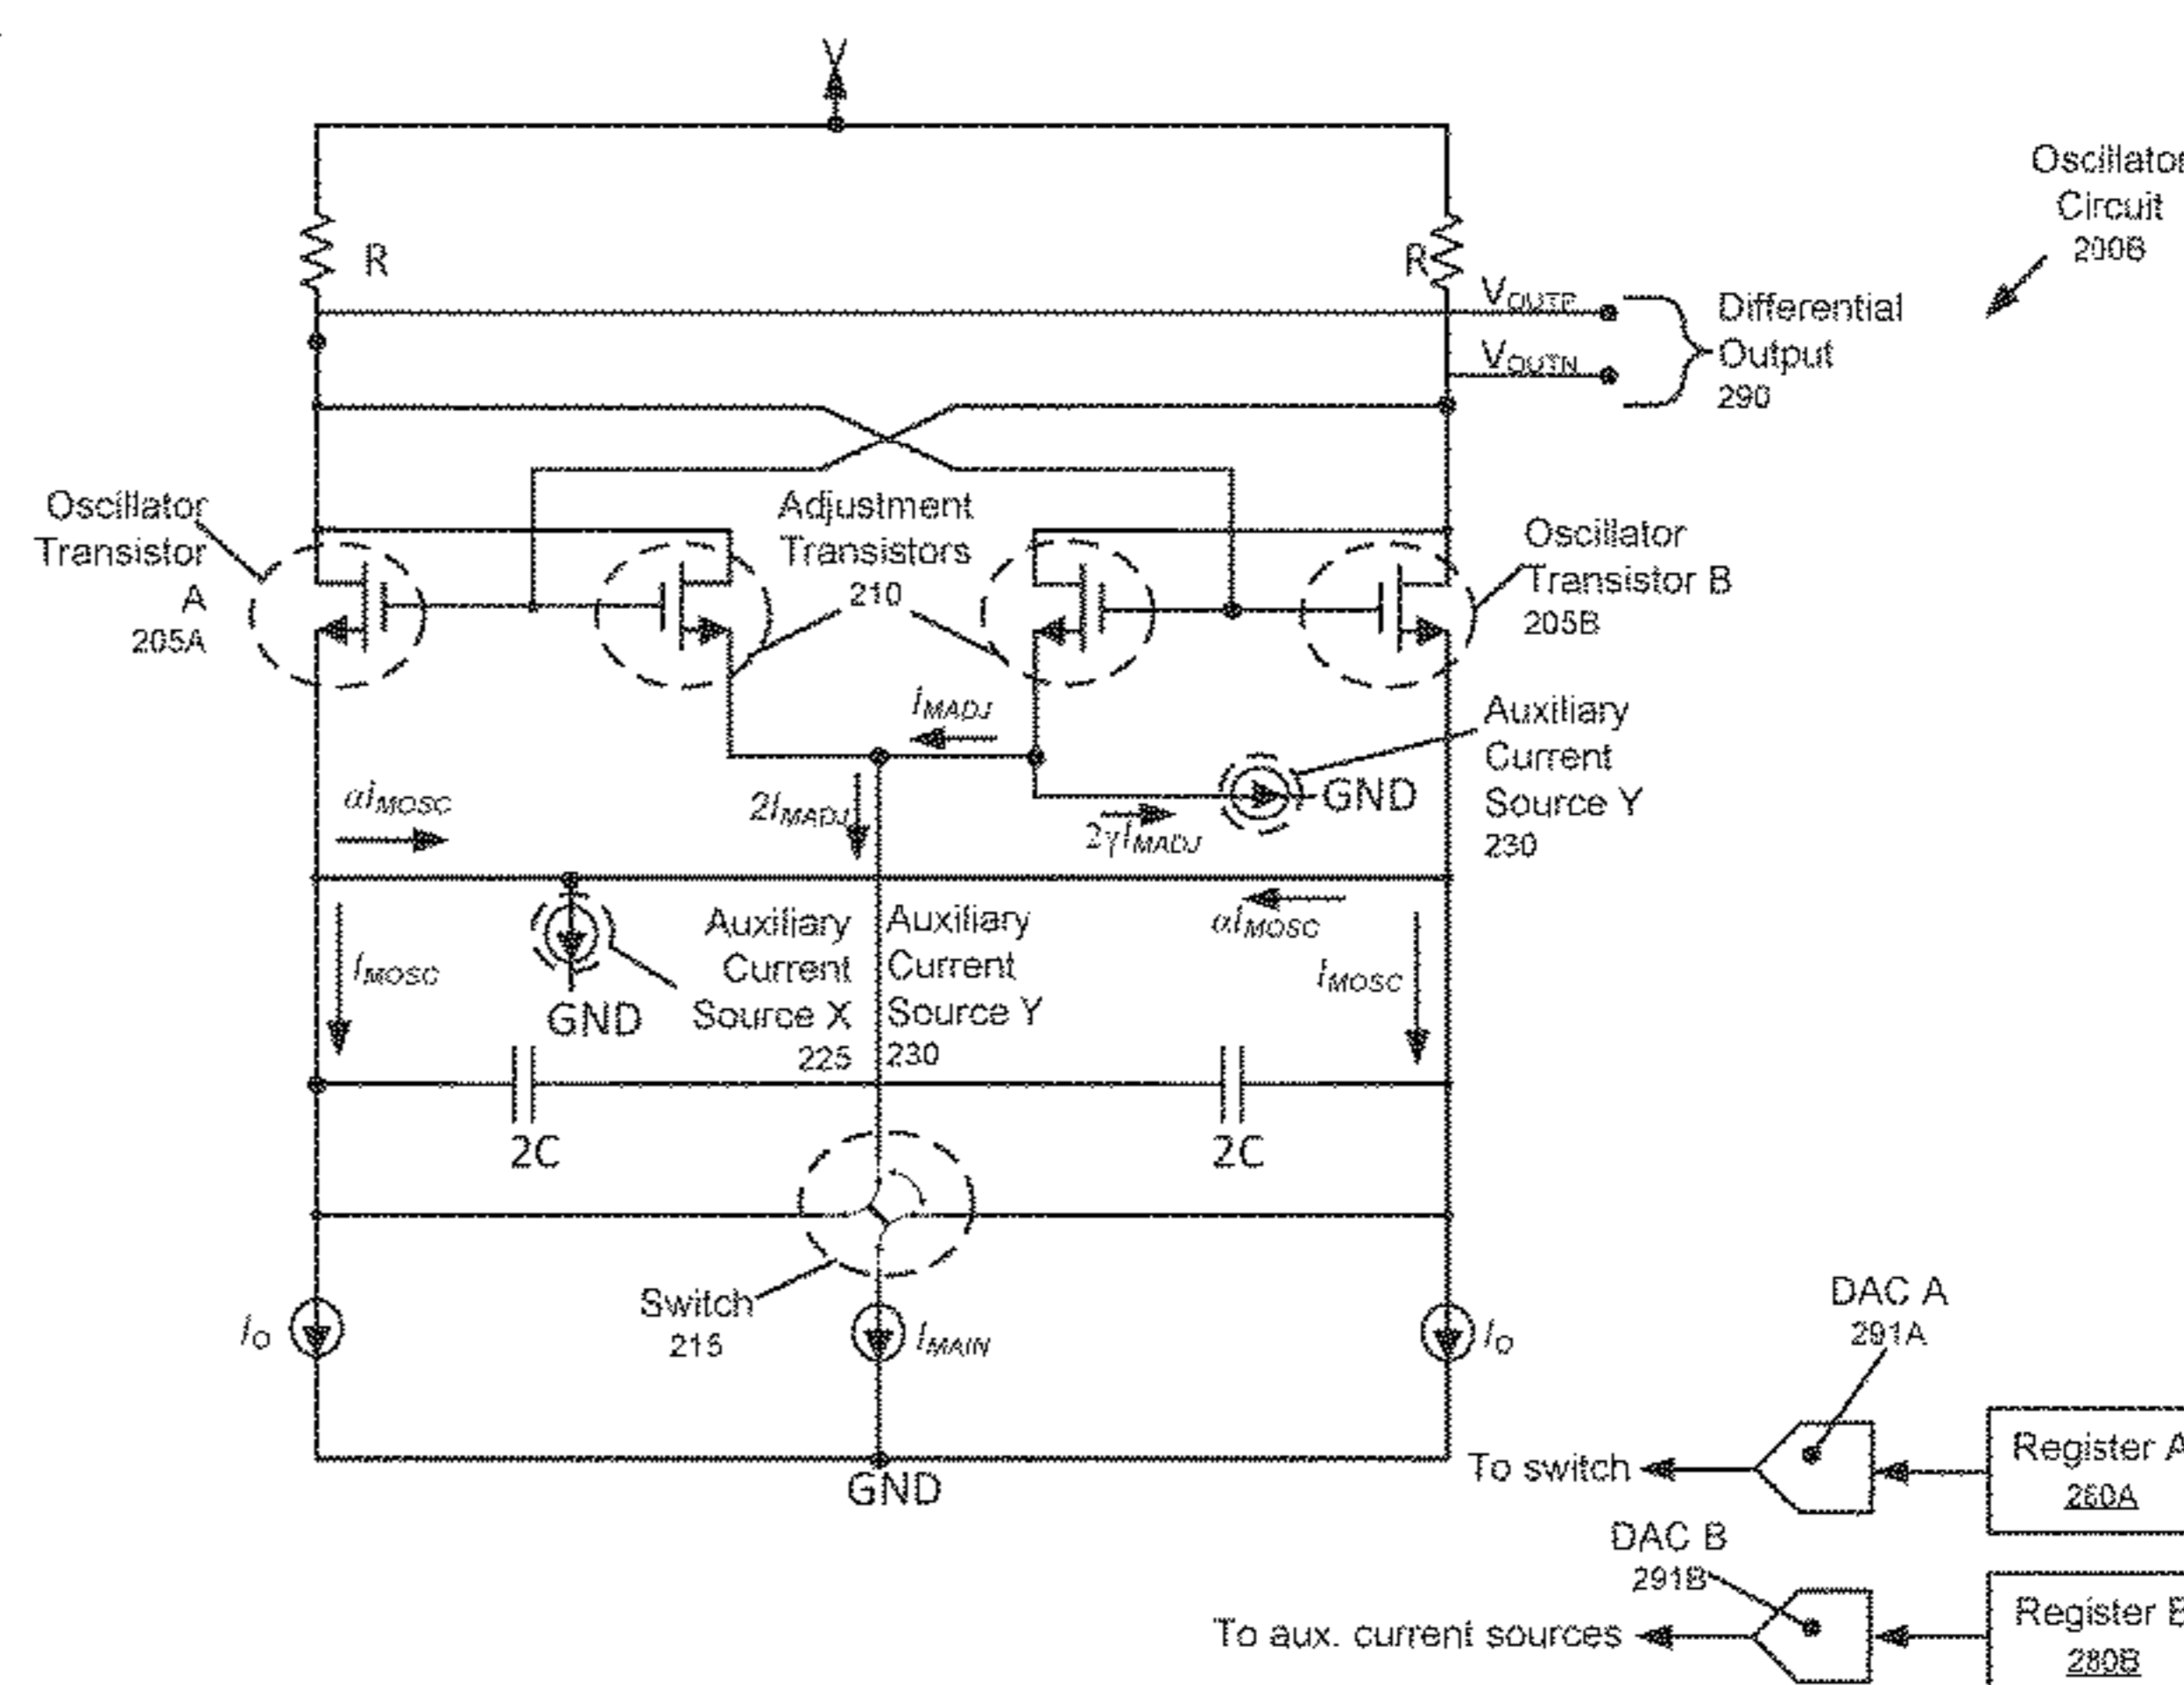 V
Oscillator
Circuit
200B
R
R
VOUTP
VOUTN
Differential
Output
290
Oscillator
Transistor
A
205A
Adjustment
Transistors
210
Oscillator
Transistor B
205B
IMADJ
Auxiliary
Current
Source Y
230
αIMOSC
2IMADJ
GND
2γIMADJ
αIMOSC
IMOSC
Auxiliary
Current
Source X
225
Auxiliary
Current
Source Y
230
IMOSC
GND
2C
2C
Switch
215
IO
IMAIN
IO
GND
DAC A
291A
To switch
Register A
280A
DAC B
291B
To aux. current sources
Register B
280B